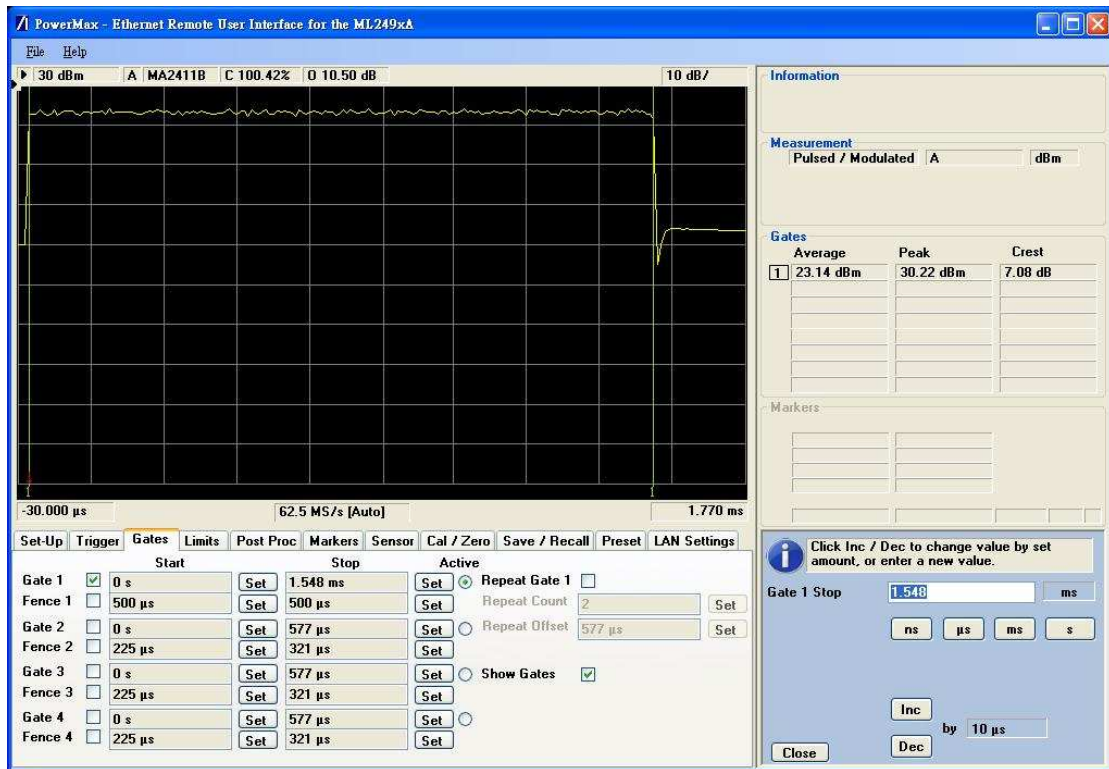 PowerMax - Ethernet Remote User Interface for the ML249xA
File Help
30 dBm A MA2411B C 100.42% O 10.50 dB 10 dB/
1 1
-30.000 µs 62.5 MS/s [Auto] 1.770 ms
Set-Up Trigger Gates Limits Post Proc Markers Sensor Cal / Zero Save / Recall Preset LAN Settings
Start Stop Active
Gate 1 0 s Set 1.548 ms Set Repeat Gate 1
Fence 1 500 µs Set 500 µs Set Repeat Count 2 Set
Gate 2 0 s Set 577 µs Set Repeat Offset 577 µs Set
Fence 2 225 µs Set 321 µs Set
Gate 3 0 s Set 577 µs Set Show Gates
Fence 3 225 µs Set 321 µs Set
Gate 4 0 s Set 577 µs Set
Fence 4 225 µs Set 321 µs Set
Information
Measurement
Pulsed / Modulated A dBm
Gates
Average Peak Crest
1 23.14 dBm 30.22 dBm 7.08 dB
Markers
Click Inc / Dec to change value by set
amount, or enter a new value.
Gate 1 Stop 1.548 ms
ns µs ms s
Inc
by 10 µs
Close Dec